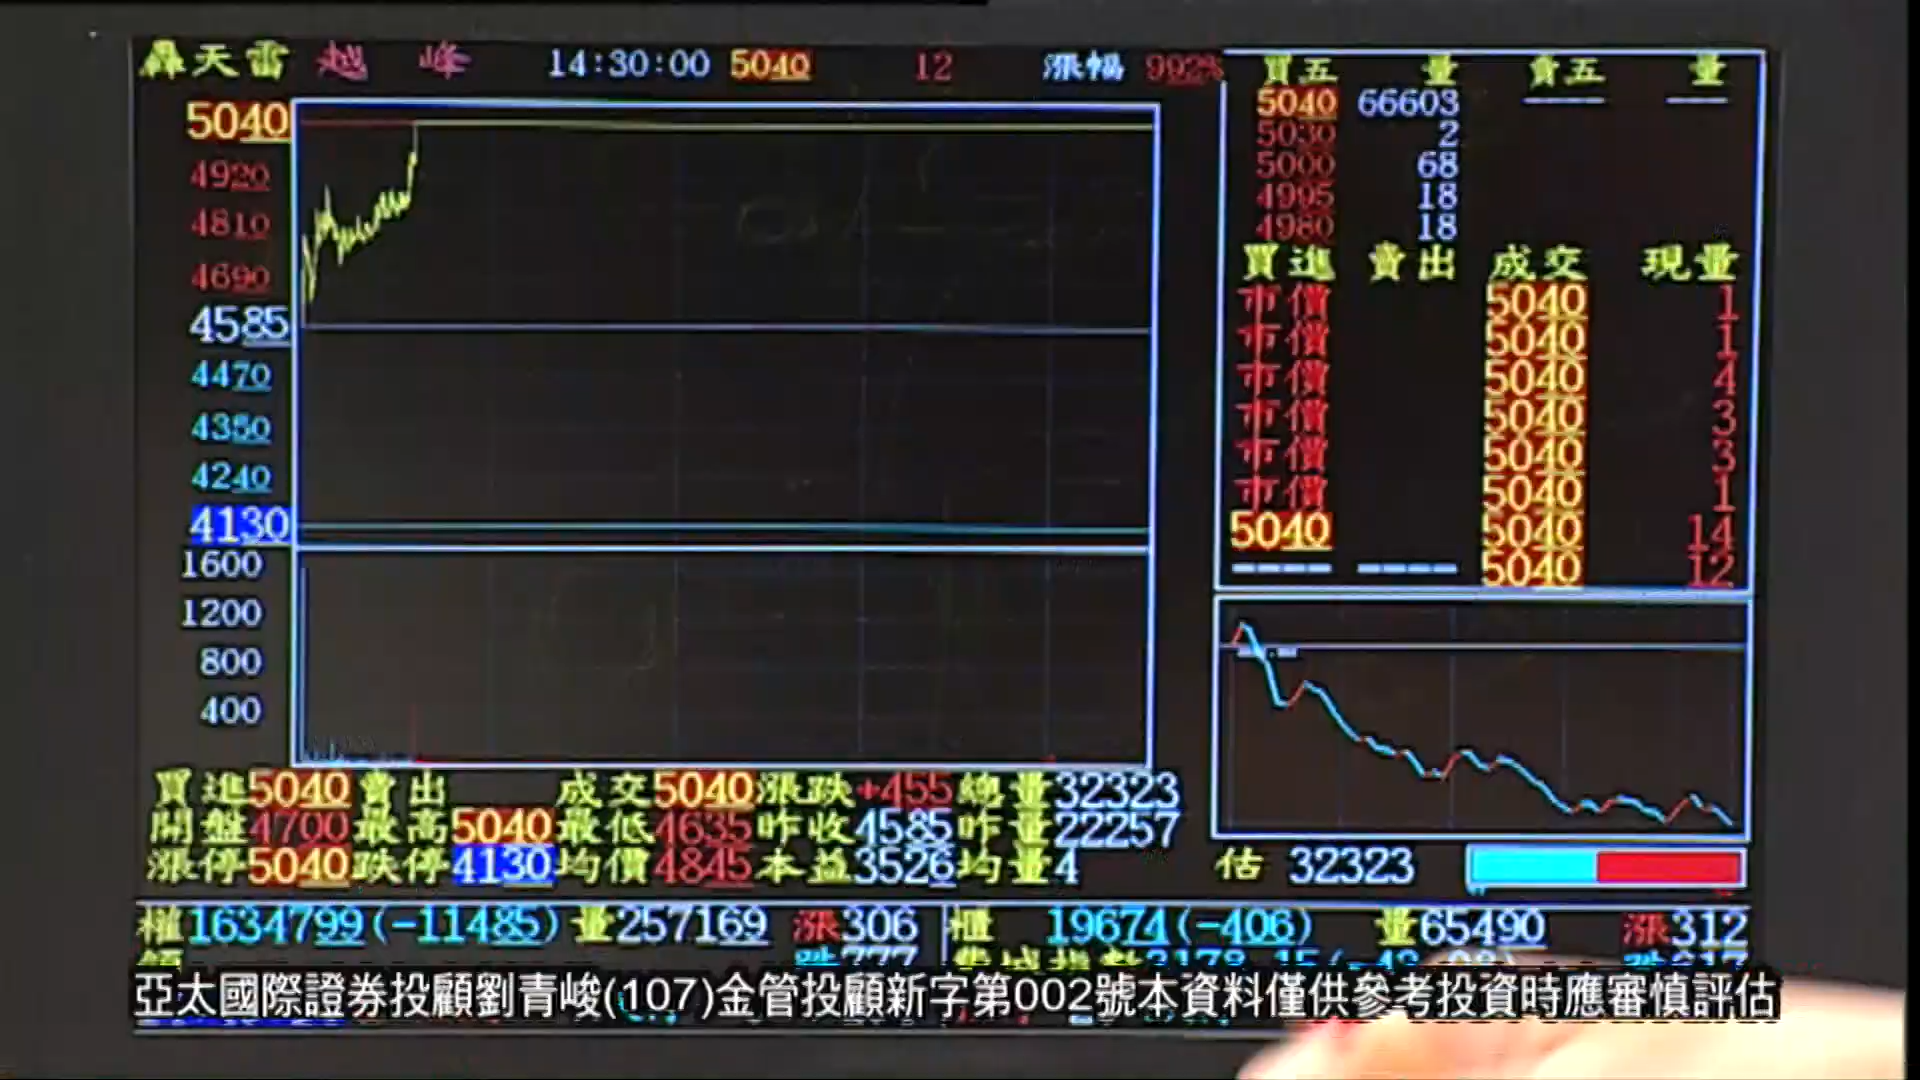 轟天雷 越峰 14:30:00 5040 12 漲幅 992%
買五 量 賣五 量
5040 66603 ---- ---
5030 2
5000 68
4995 18
4980 18
買進 賣出 成交 現量
市價 5040 1
市價 5040 1
市價 5040 4
市價 5040 3
市價 5040 3
市價 5040 1
5040 5040 14
---- ---- 5040 12
5040
4920
4810
4690
4585
4470
4350
4240
4130
1600
1200
800
400
買進5040 賣出 成交5040 漲跌+455 總量32323
開盤4700 最高5040 最低4635 昨收4585 昨量22257
漲停5040 跌停4130 均價4845 本益3526 均量4
估 32323
權1634799(-11485) 量257169 漲306
櫃 19674(-406) 量65490 漲312
跌777
亞太國際證券投顧劉青峻(107)金管投顧新字第002號本資料僅供參考投資時應審慎評估